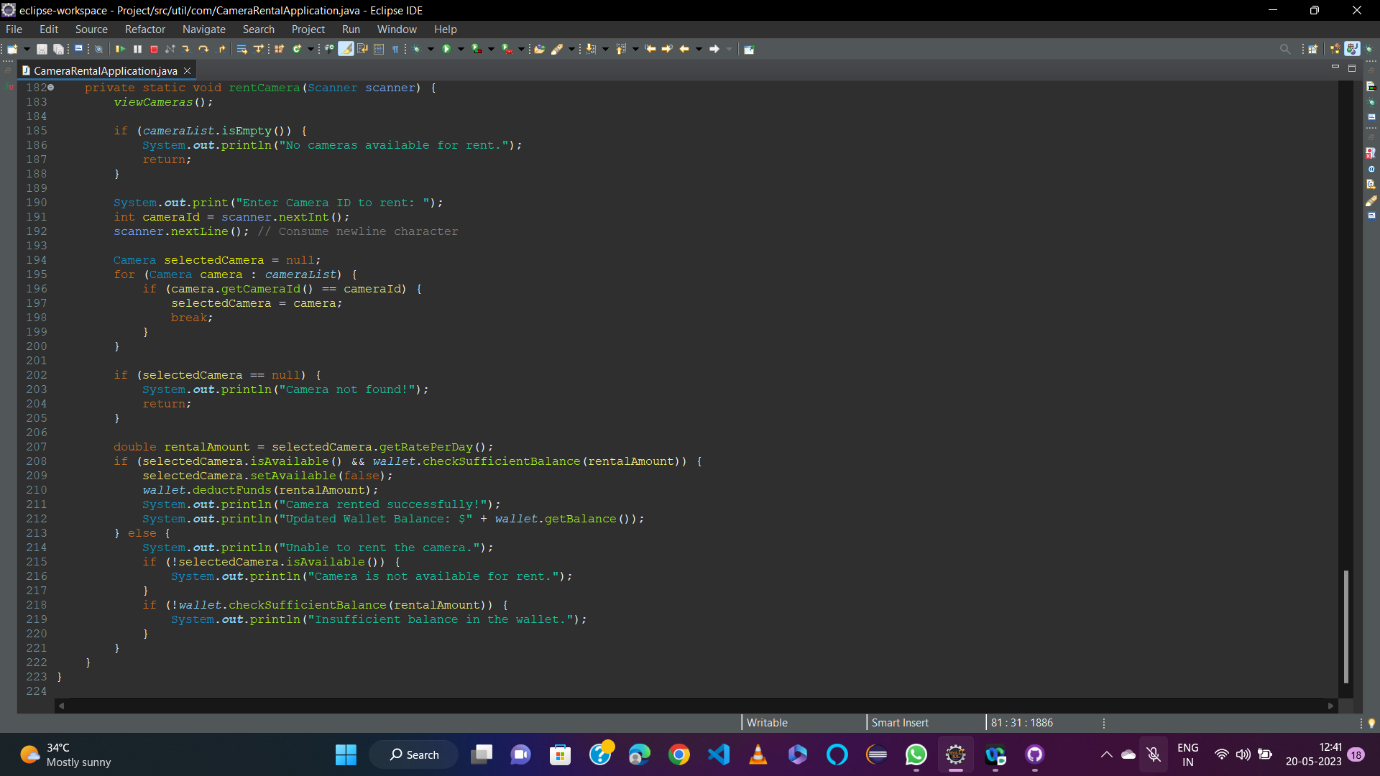 eclipse-workspace - Project/src/util/com/CameraRentalApplication.java - Eclipse IDE
File Edit Source Refactor Navigate Search Project Run Window Help
CameraRentalApplication.java
182 private static void rentCamera(Scanner scanner) {
183 viewCameras();
184
185 if (cameraList.isEmpty()) {
186 System.out.println("No cameras available for rent.");
187 return;
188 }
189
190 System.out.print("Enter Camera ID to rent: ");
191 int cameraId = scanner.nextInt();
192 scanner.nextLine(); // Consume newline character
193
194 Camera selectedCamera = null;
195 for (Camera camera : cameraList) {
196 if (camera.getCameraId() == cameraId) {
197 selectedCamera = camera;
198 break;
199 }
200 }
201
202 if (selectedCamera == null) {
203 System.out.println("Camera not found!");
204 return;
205 }
206
207 double rentalAmount = selectedCamera.getRatePerDay();
208 if (selectedCamera.isAvailable() && wallet.checkSufficientBalance(rentalAmount)) {
209 selectedCamera.setAvailable(false);
210 wallet.deductFunds(rentalAmount);
211 System.out.println("Camera rented successfully!");
212 System.out.println("Updated Wallet Balance: $" + wallet.getBalance());
213 } else {
214 System.out.println("Unable to rent the camera.");
215 if (!selectedCamera.isAvailable()) {
216 System.out.println("Camera is not available for rent.");
217 }
218 if (!wallet.checkSufficientBalance(rentalAmount)) {
219 System.out.println("Insufficient balance in the wallet.");
220 }
221 }
222 }
223 }
224
Writable Smart Insert 81 : 31 : 1886
34°C
Mostly sunny
Search
ENG
IN
12:41
20-05-2023
18